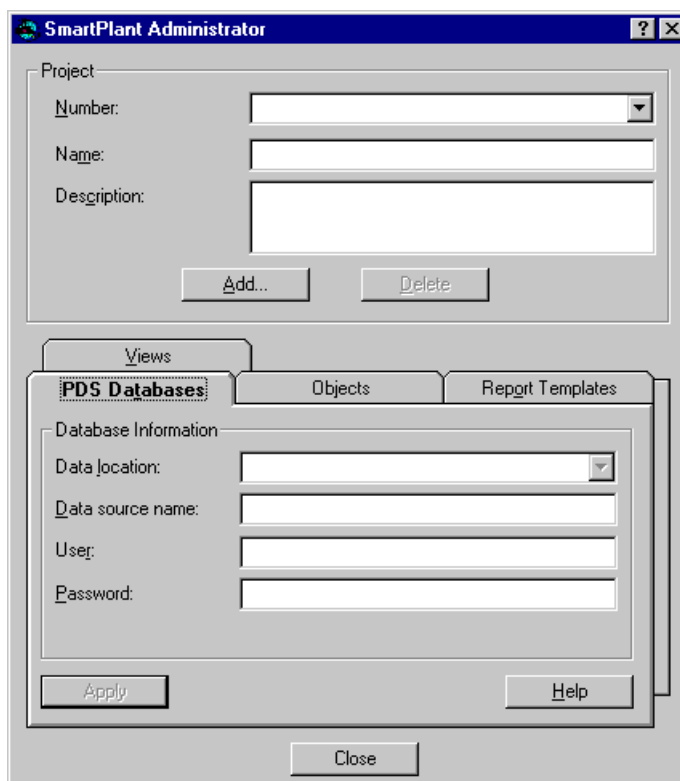 SmartPlant Administrator
Project
Number:
Name:
Description:
Add... Delete
Views
PDS Databases Objects Report Templates
Database Information
Data location:
Data source name:
User:
Password:
Apply Help
Close